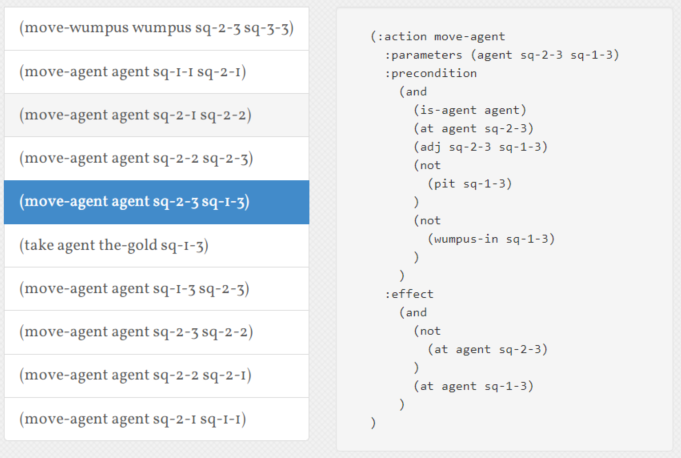 (move-wumpus wumpus sq-2-3 sq-3-3)
(move-agent agent sq-1-1 sq-2-1)
(move-agent agent sq-2-1 sq-2-2)
(move-agent agent sq-2-2 sq-2-3)
(move-agent agent sq-2-3 sq-1-3)
(take agent the-gold sq-1-3)
(move-agent agent sq-1-3 sq-2-3)
(move-agent agent sq-2-3 sq-2-2)
(move-agent agent sq-2-2 sq-2-1)
(move-agent agent sq-2-1 sq-1-1)
(:action move-agent
  :parameters (agent sq-2-3 sq-1-3)
  :precondition
    (and
      (is-agent agent)
      (at agent sq-2-3)
      (adj sq-2-3 sq-1-3)
      (not
        (pit sq-1-3)
      )
      (not
        (wumpus-in sq-1-3)
      )
    )
  :effect
    (and
      (not
        (at agent sq-2-3)
      )
      (at agent sq-1-3)
    )
)